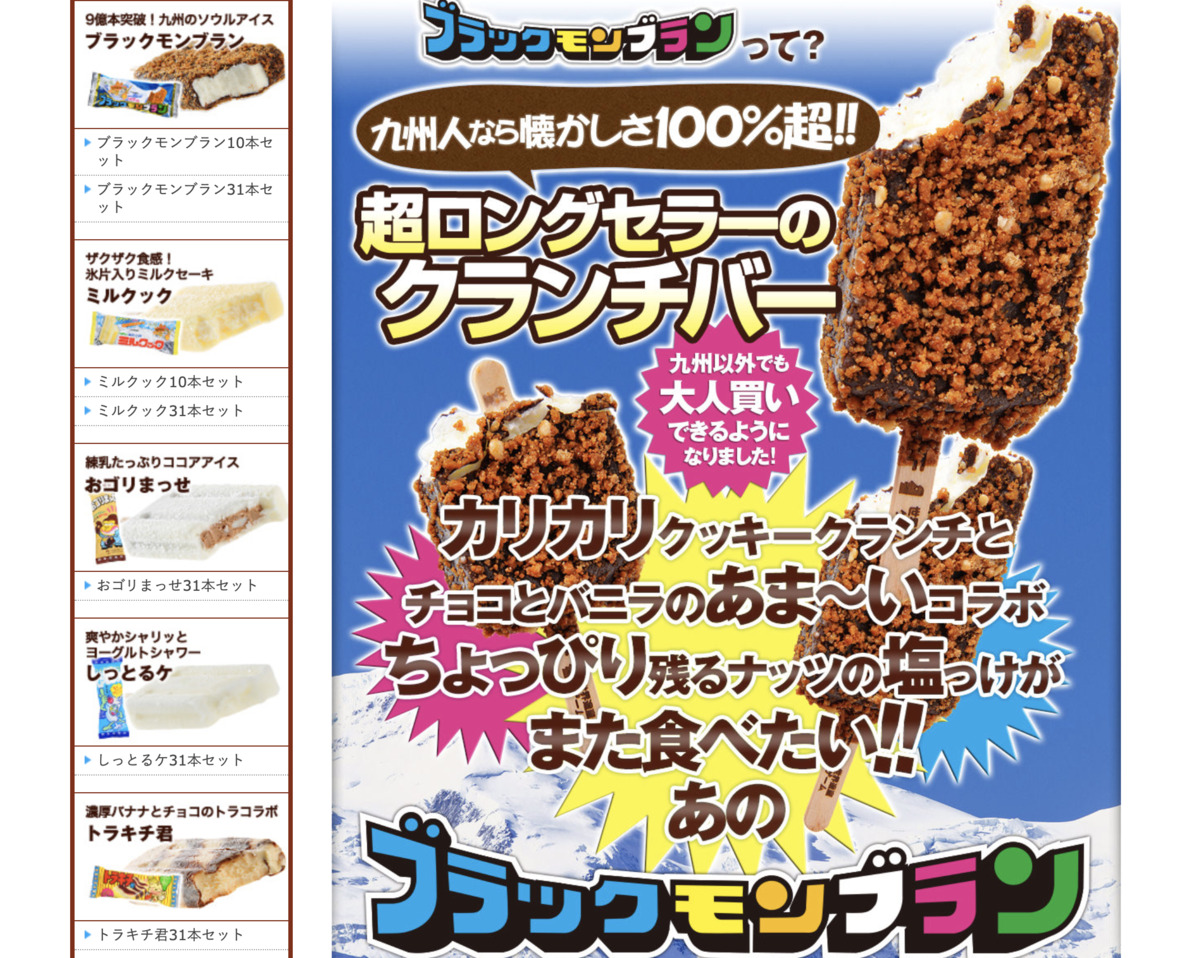 9億本突破！九州のソウルアイス
ブラックモンブラン
ブラックモンブラン10本セ
ット
ブラックモンブラン31本セ
ット
ザクザク食感！
氷片入りミルクセーキ
ミルクック
ミルクック
ミルクック10本セット
ミルクック31本セット
練乳たっぷりココアアイス
おゴリまっせ
おゴリまっせ31本セット
爽やかシャリッと
ヨーグルトシャワー
しっとるケ
しっとるケ31本セット
濃厚バナナとチョコのトラコラボ
トラキチ君
トラキチ君31本セット
ブラックモンブランって?
九州人なら懐かしさ100%超!!
超ロングセラーの
クランチバー
九州以外でも
大人買い
できるように
なりました!
カリカリクッキークランチと
チョコとバニラのあま〜いコラボ
ちょっぴり残るナッツの塩っけが
また食べたい!!
あの
ブラックモンブラン